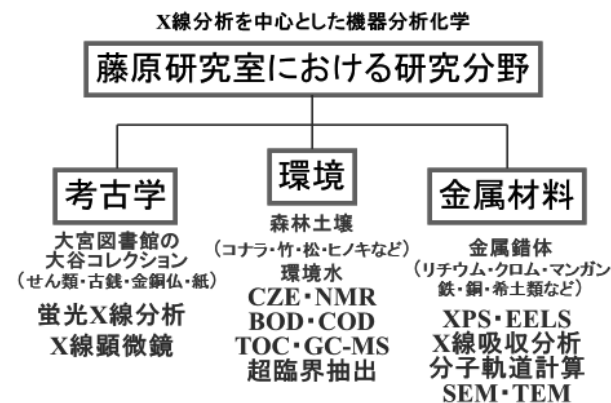 X線分析を中心とした機器分析化学
藤原研究室における研究分野
考古学
大宮図書館の
大谷コレクション
（せん類・古銭・金銅仏・紙）
蛍光X線分析
X線顕微鏡
環境
森林土壌
（コナラ・竹・松・ヒノキなど）
環境水
CZE・NMR
BOD・COD
TOC・GC-MS
超臨界抽出
金属材料
金属錯体
（リチウム・クロム・マンガン
鉄・銅・希土類など）
XPS・EELS
X線吸収分析
分子軌道計算
SEM・TEM